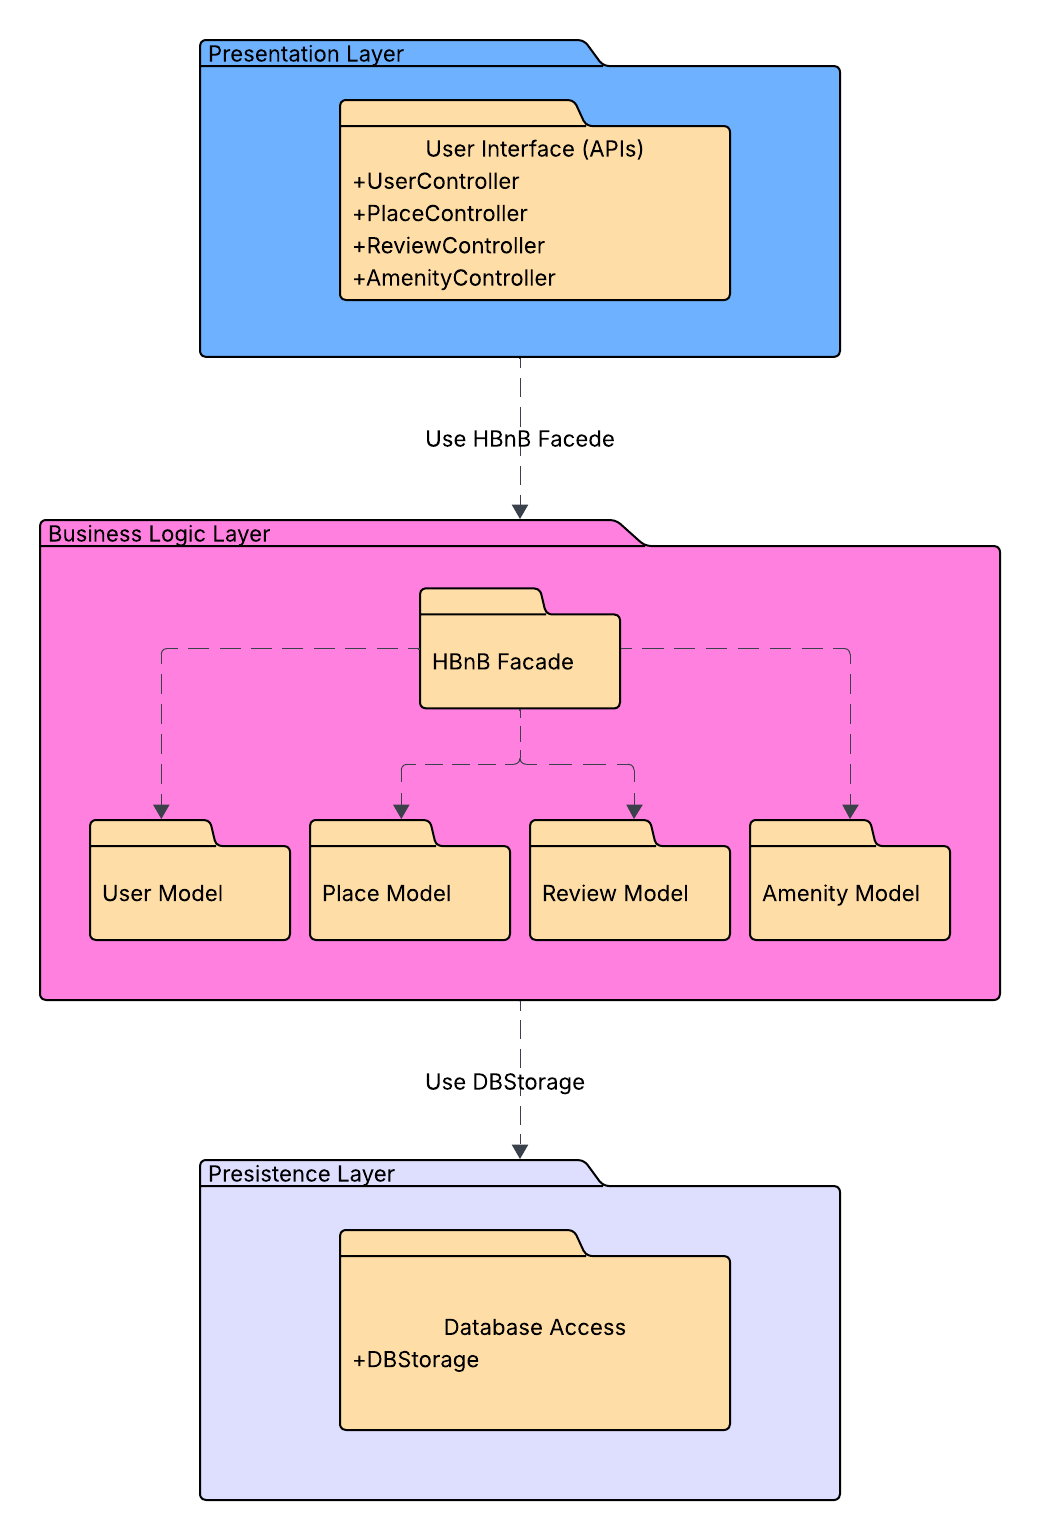 Presentation Layer
User Interface (APIs)
+UserController
+PlaceController
+ReviewController
+AmenityController
Use HBnB Facede
Business Logic Layer
HBnB Facade
User Model
Place Model
Review Model
Amenity Model
Use DBStorage
Presistence Layer
Database Access
+DBStorage